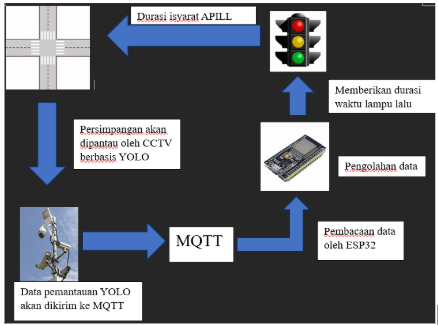 Durasi isyarat APILL
Memberikan durasi
waktu lampu lalu
Persimpangan akan
dipantau oleh CCTV
berbasis YOLO
Pengolahan data
MQTT
Pembacaan data
oleh ESP32
Data pemantauan YOLO
akan dikirim ke MQTT